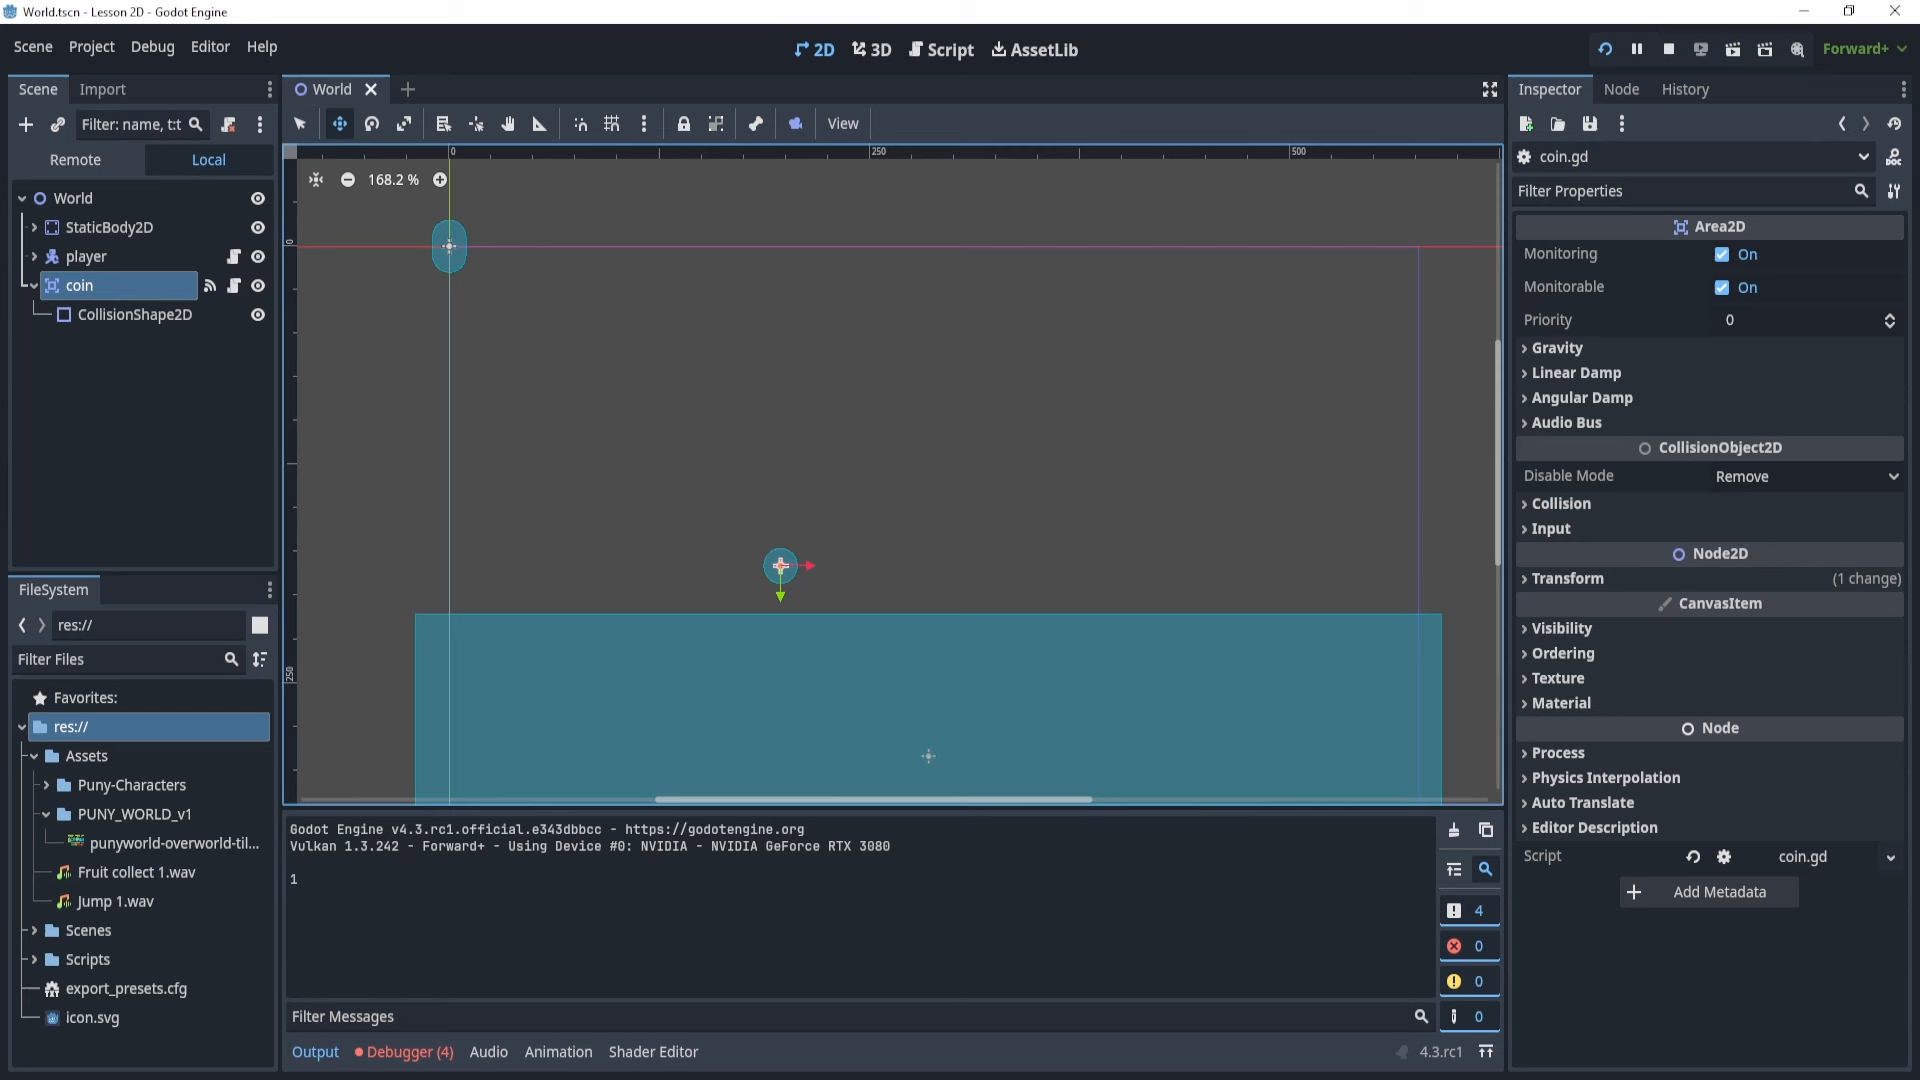 World.tscn - Lesson 2D - Godot Engine
Scene Project Debug Editor Help
2D 3D Script AssetLib
Forward+
Scene Import
World
Inspector Node History
Filter: name, t:t
View
Remote Local
coin.gd
Filter Properties
World
StaticBody2D
player
coin
CollisionShape2D
0 250 500
168.2 %
0
250
Area2D
Monitoring On
Monitorable On
Priority 0
Gravity
Linear Damp
Angular Damp
Audio Bus
CollisionObject2D
Disable Mode Remove
Collision
Input
Node2D
Transform (1 change)
CanvasItem
Visibility
Ordering
Texture
Material
Node
Process
Physics Interpolation
Auto Translate
Editor Description
Script coin.gd
Add Metadata
FileSystem
res://
Filter Files
Favorites:
res://
Assets
Puny-Characters
PUNY_WORLD_v1
punyworld-overworld-til...
Fruit collect 1.wav
Jump 1.wav
Scenes
Scripts
export_presets.cfg
icon.svg
Godot Engine v4.3.rc1.official.e343dbbcc - https://godotengine.org
Vulkan 1.3.242 - Forward+ - Using Device #0: NVIDIA - NVIDIA GeForce RTX 3080
1
4
0
0
0
Filter Messages
Output Debugger (4) Audio Animation Shader Editor
4.3.rc1